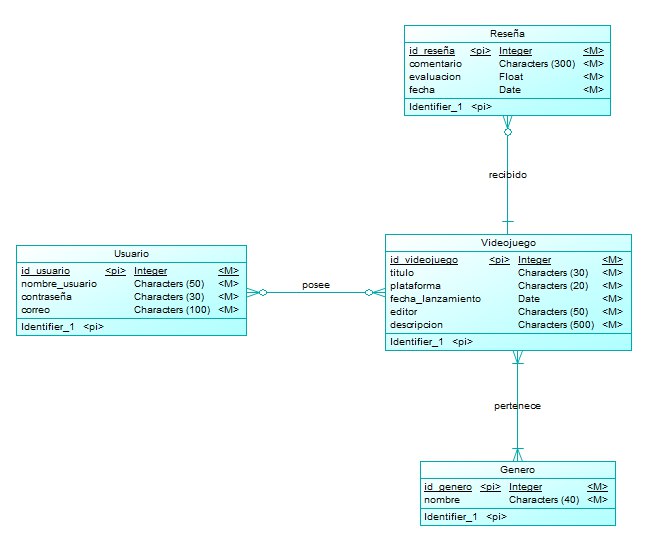 Reseña
id_reseña <pi> Integer <M>
comentario Characters (300) <M>
evaluacion Float <M>
fecha Date <M>
Identifier_1 <pi>
recibido
Usuario
id_usuario <pi> Integer <M>
nombre_usuario Characters (50) <M>
contraseña Characters (30) <M>
correo Characters (100) <M>
Identifier_1 <pi>
posee
Videojuego
id_videojuego <pi> Integer <M>
titulo Characters (30) <M>
plataforma Characters (20) <M>
fecha_lanzamiento Date <M>
editor Characters (50) <M>
descripcion Characters (500) <M>
Identifier_1 <pi>
pertenece
Genero
id_genero <pi> Integer <M>
nombre Characters (40) <M>
Identifier_1 <pi>